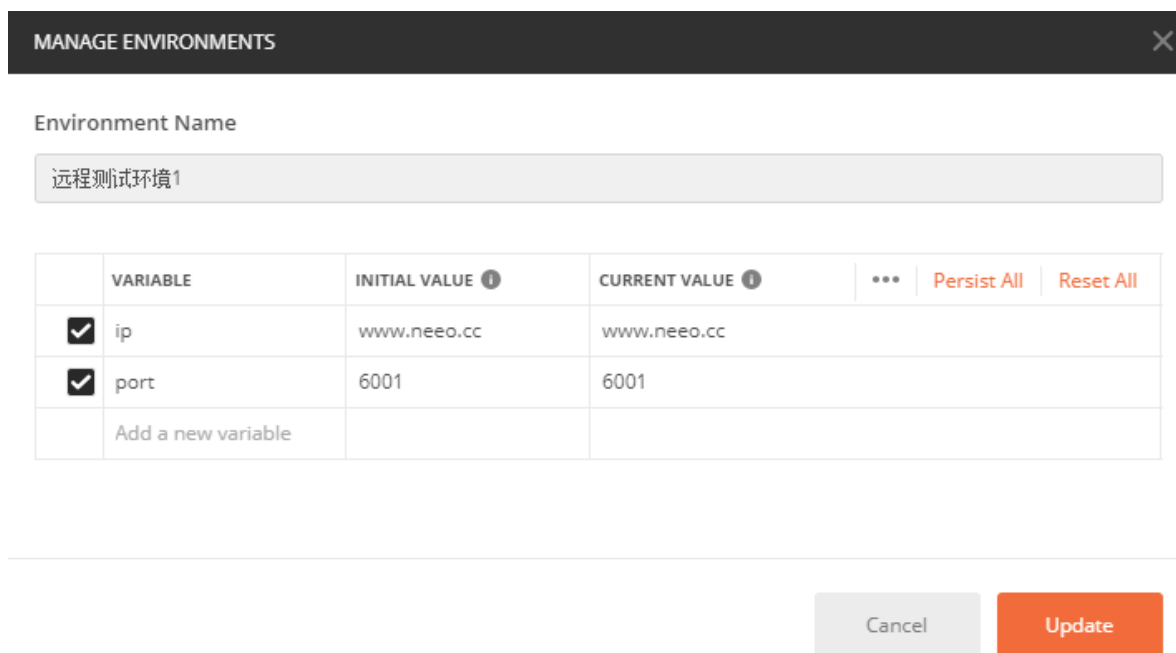 MANAGE ENVIRONMENTS
Environment Name
远程测试环境1
VARIABLE INITIAL VALUE CURRENT VALUE ••• Persist All Reset All
ip www.neeo.cc www.neeo.cc
port 6001 6001
Add a new variable
Cancel Update